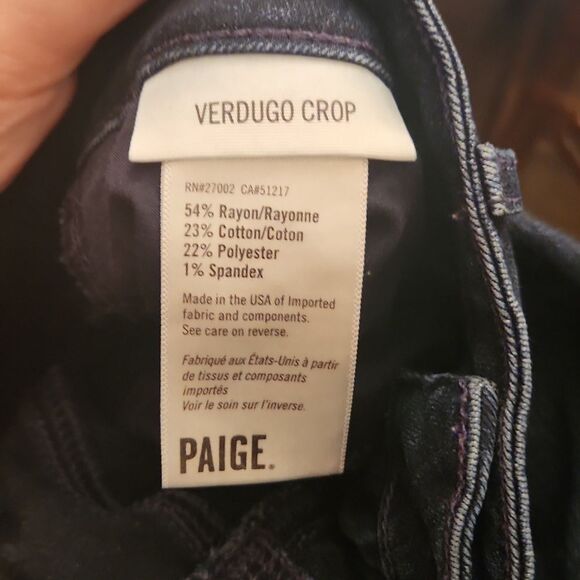 VERDUGO CROP
RN#27002 CA#51217
54% Rayon/Rayonne
23% Cotton/Coton
22% Polyester
1% Spandex
Made in the USA of Imported
fabric and components.
See care on reverse.
Fabriqué aux États-Unis à partir
de tissus et composants
importés
Voir le soin sur l'inverse.
PAIGE®